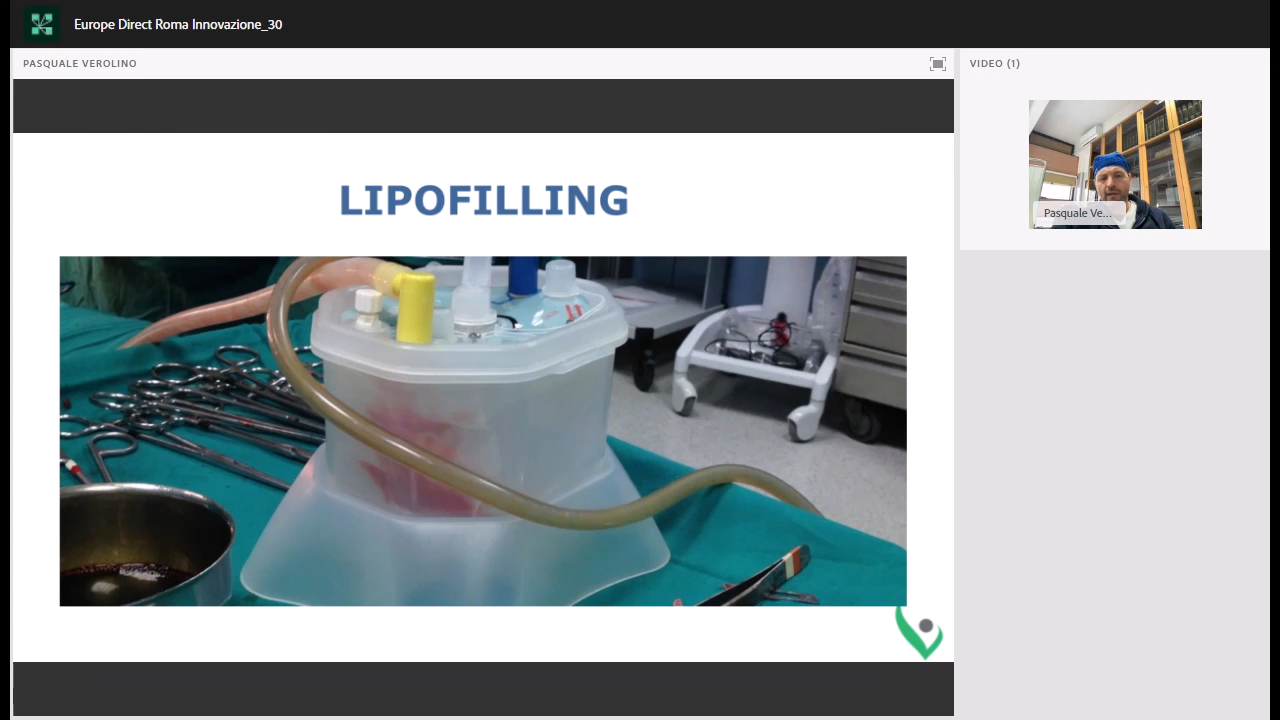 Europe Direct Roma Innovazione_30
PASQUALE VEROLINO
VIDEO (1)
LIPOFILLING
Pasquale Ve...